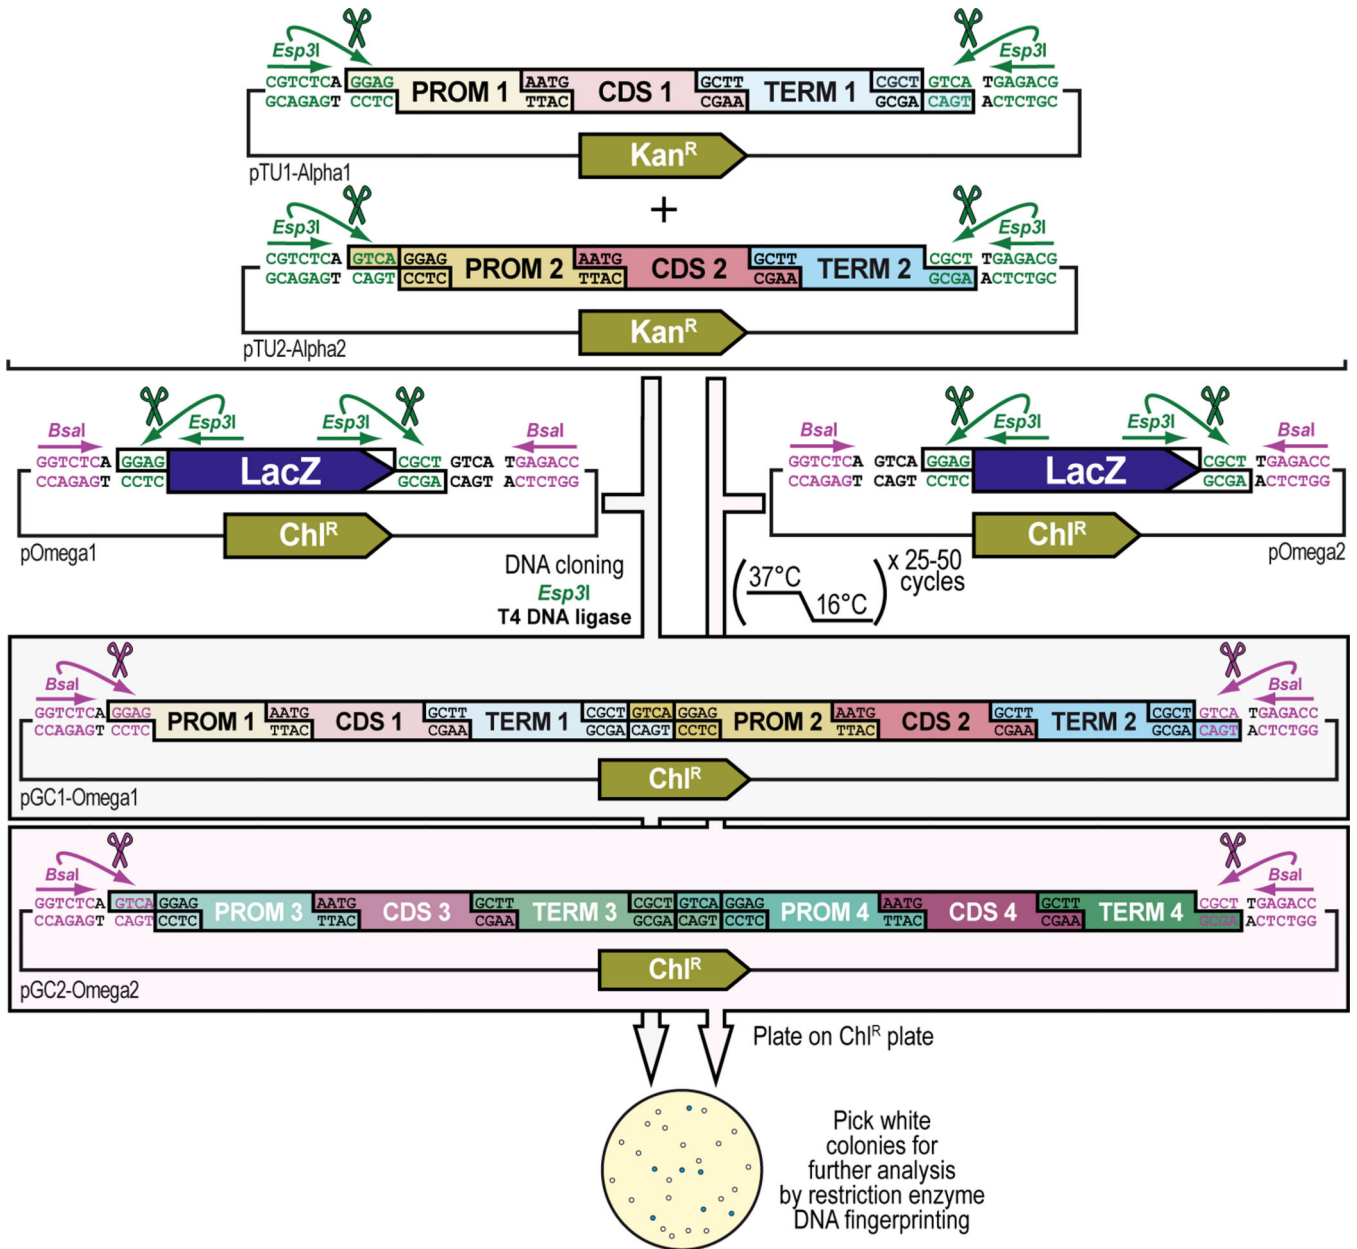 Esp3I Esp3I
CGTCTCA GGAG PROM 1 AATG CDS 1 GCTT TERM 1 CGCT GTCA TGAGACG
GCAGAGT CCTC TTAC CGAA GCGA CAGT ACTCTGC
Kan^R
pTU1-Alpha1
+
Esp3I Esp3I
CGTCTCA GTCA GGAG PROM 2 AATG CDS 2 GCTT TERM 2 CGCT TGAGACG
GCAGAGT CAGT CCTC TTAC CGAA GCGA ACTCTGC
Kan^R
pTU2-Alpha2
BsaI Esp3I Esp3I BsaI
GGTCTCA GGAG LacZ CGCT GTCA TGAGACC
CCAGAGT CCTC GCGA CAGT ACTCTGG
Chl^R
pOmega1
BsaI Esp3I Esp3I BsaI
GGTCTCA GTCA GGAG LacZ CGCT TGAGACC
CCAGAGT CAGT CCTC GCGA ACTCTGG
Chl^R
pOmega2
DNA cloning
Esp3I
T4 DNA ligase
(37°C 16°C) x 25-50
cycles
BsaI BsaI
GGTCTCA GGAG PROM 1 AATG CDS 1 GCTT TERM 1 CGCT GTCA GGAG PROM 2 AATG CDS 2 GCTT TERM 2 CGCT GTCA TGAGACC
CCAGAGT CCTC TTAC CGAA GCGA CAGT CCTC TTAC CGAA GCGA CAGT ACTCTGG
Chl^R
pGC1-Omega1
BsaI BsaI
GGTCTCA GTCA GGAG PROM 3 AATG CDS 3 GCTT TERM 3 CGCT GTCA GGAG PROM 4 AATG CDS 4 GCTT TERM 4 CGCT TGAGACC
CCAGAGT CAGT CCTC TTAC CGAA GCGA CAGT CCTC TTAC CGAA GCGA ACTCTGG
Chl^R
pGC2-Omega2
Plate on Chl^R plate
Pick white
colonies for
further analysis
by restriction enzyme
DNA fingerprinting